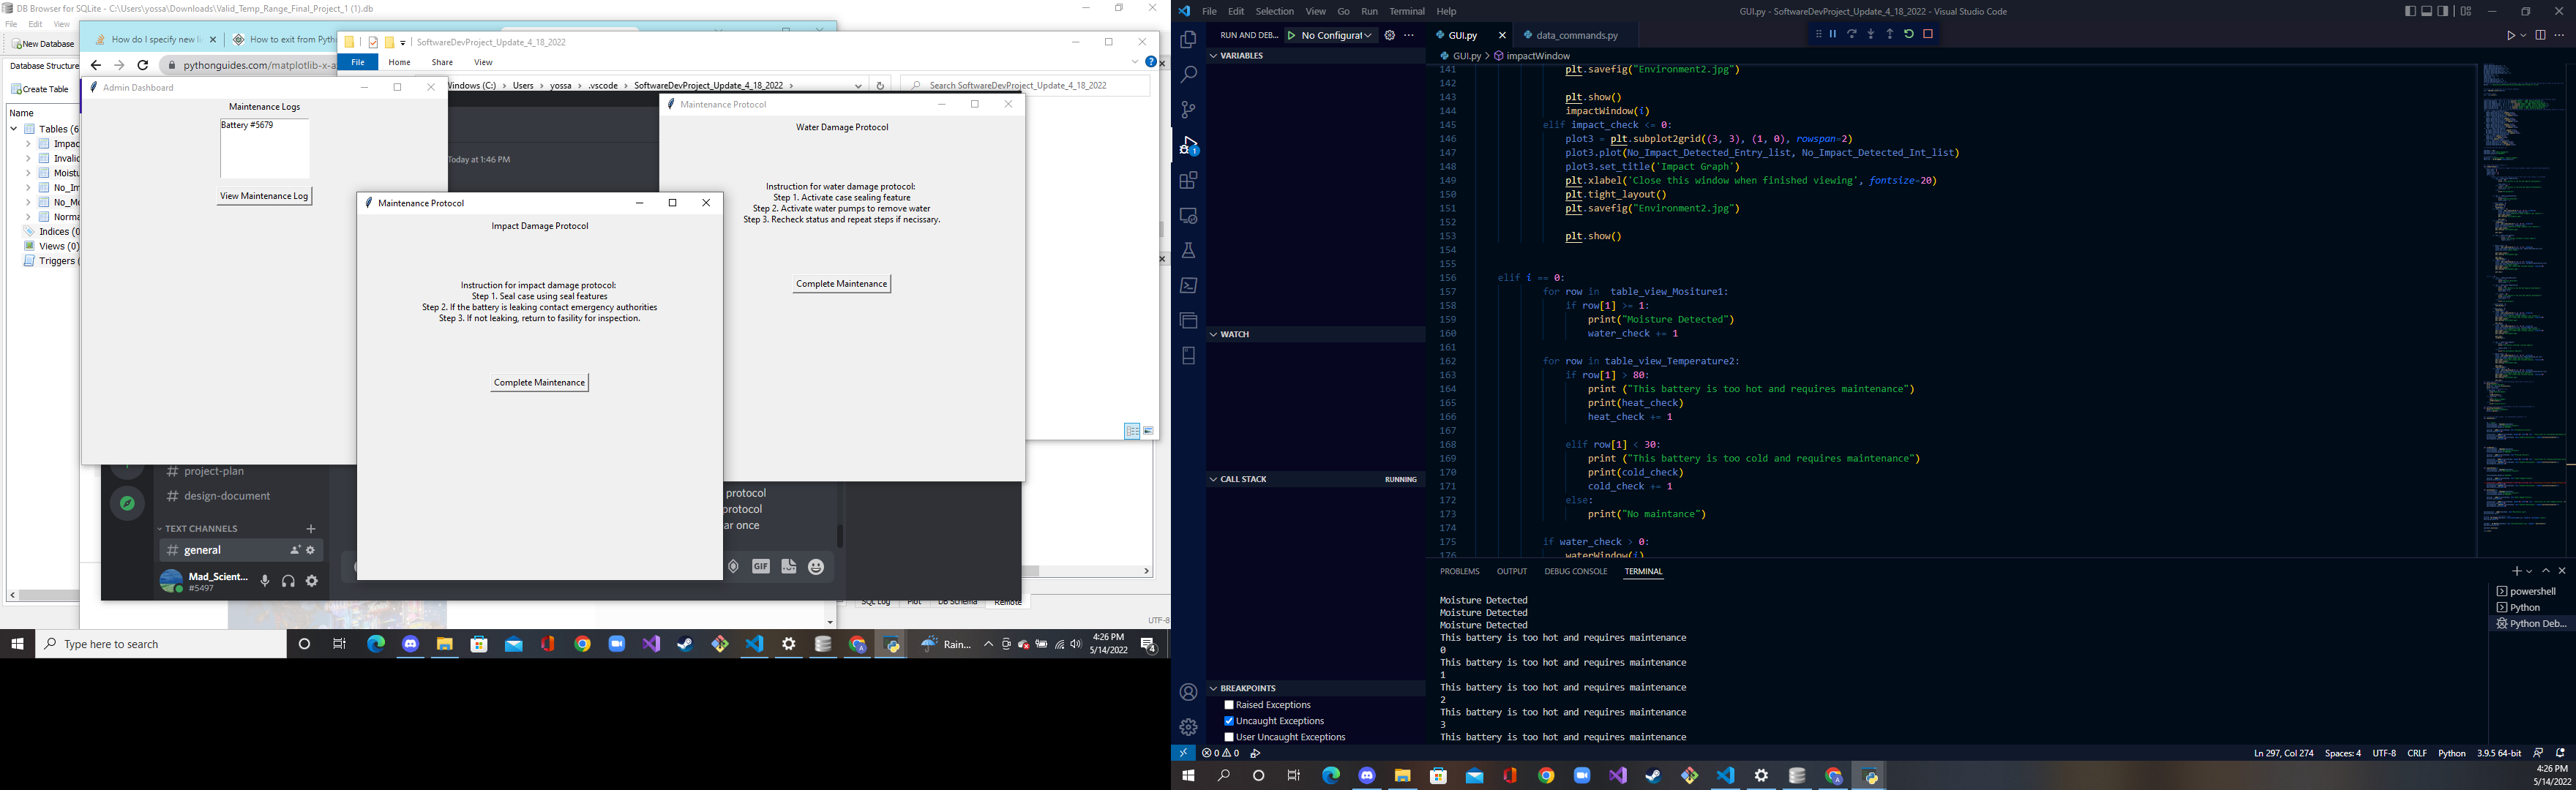 DB Browser for SQLite - C:\Users\yossa\Downloads\Valid_Temp_Range_Final_Project_1 (1).db
File Edit View
New Database
Database Structure
Create Table
Name
Tables (6
Impac
Invalid
Moistu
No_Im
No_Mo
Norma
Indices (0
Views (0)
Triggers (
How do I specify new l
How to exit from Pyth
pythonguides.com/matplotlib-x-a
SoftwareDevProject_Update_4_18_2022
File Home Share View
Windows (C:) > Users > yossa > .vscode > SoftwareDevProject_Update_4_18_2022 >
Search SoftwareDevProject_Update_4_18_2022
Admin Dashboard
Maintenance Logs
Battery #5679
View Maintenance Log
Today at 1:46 PM
Maintenance Protocol
Water Damage Protocol
Instruction for water damage protocol:
Step 1. Activate case sealing feature
Step 2. Activate water pumps to remove water
Step 3. Recheck status and repeat steps if necissary.
Complete Maintenance
Maintenance Protocol
Impact Damage Protocol
Instruction for impact damage protocol:
Step 1. Seal case using seal features
Step 2. If the battery is leaking contact emergency authorities
Step 3. If not leaking, return to fasility for inspection.
Complete Maintenance
# project-plan
# design-document
TEXT CHANNELS
# general
Mad_Scient...
#5497
protocol
protocol
ar once
GIF
SQL Log Plot DB Schema Remote
UTF-8
Type here to search
Rain...
4:26 PM
5/14/2022
4
File Edit Selection View Go Run Terminal Help
GUI.py - SoftwareDevProject_Update_4_18_2022 - Visual Studio Code
RUN AND DEB...
No Configurat
GUI.py
data_commands.py
GUI.py > impactWindow
VARIABLES
WATCH
CALL STACK
RUNNING
BREAKPOINTS
Raised Exceptions
Uncaught Exceptions
User Uncaught Exceptions
141 plt.savefig("Environment2.jpg")
142
143 plt.show()
144 impactWindow(i)
145 elif impact_check <= 0:
146 plot3 = plt.subplot2grid((3, 3), (1, 0), rowspan=2)
147 plot3.plot(No_Impact_Detected_Entry_list, No_Impact_Detected_Int_list)
148 plot3.set_title('Impact Graph')
149 plt.xlabel('Close this window when finished viewing', fontsize=20)
150 plt.tight_layout()
151 plt.savefig("Environment2.jpg")
152
153 plt.show()
154
155
156 elif i == 0:
157 for row in table_view_Mositure1:
158 if row[1] >= 1:
159 print("Moisture Detected")
160 water_check += 1
161
162 for row in table_view_Temperature2:
163 if row[1] > 80:
164 print ("This battery is too hot and requires maintenance")
165 print(heat_check)
166 heat_check += 1
167
168 elif row[1] < 30:
169 print ("This battery is too cold and requires maintenance")
170 print(cold_check)
171 cold_check += 1
172 else:
173 print("No maintance")
174
175 if water_check > 0:
176 waterWindow(i)
PROBLEMS OUTPUT DEBUG CONSOLE TERMINAL
Moisture Detected
Moisture Detected
Moisture Detected
This battery is too hot and requires maintenance
0
This battery is too hot and requires maintenance
1
This battery is too hot and requires maintenance
2
This battery is too hot and requires maintenance
3
This battery is too hot and requires maintenance
powershell
Python
Python Deb...
0 0
Ln 297, Col 274 Spaces: 4 UTF-8 CRLF Python 3.9.5 64-bit
4:26 PM
5/14/2022